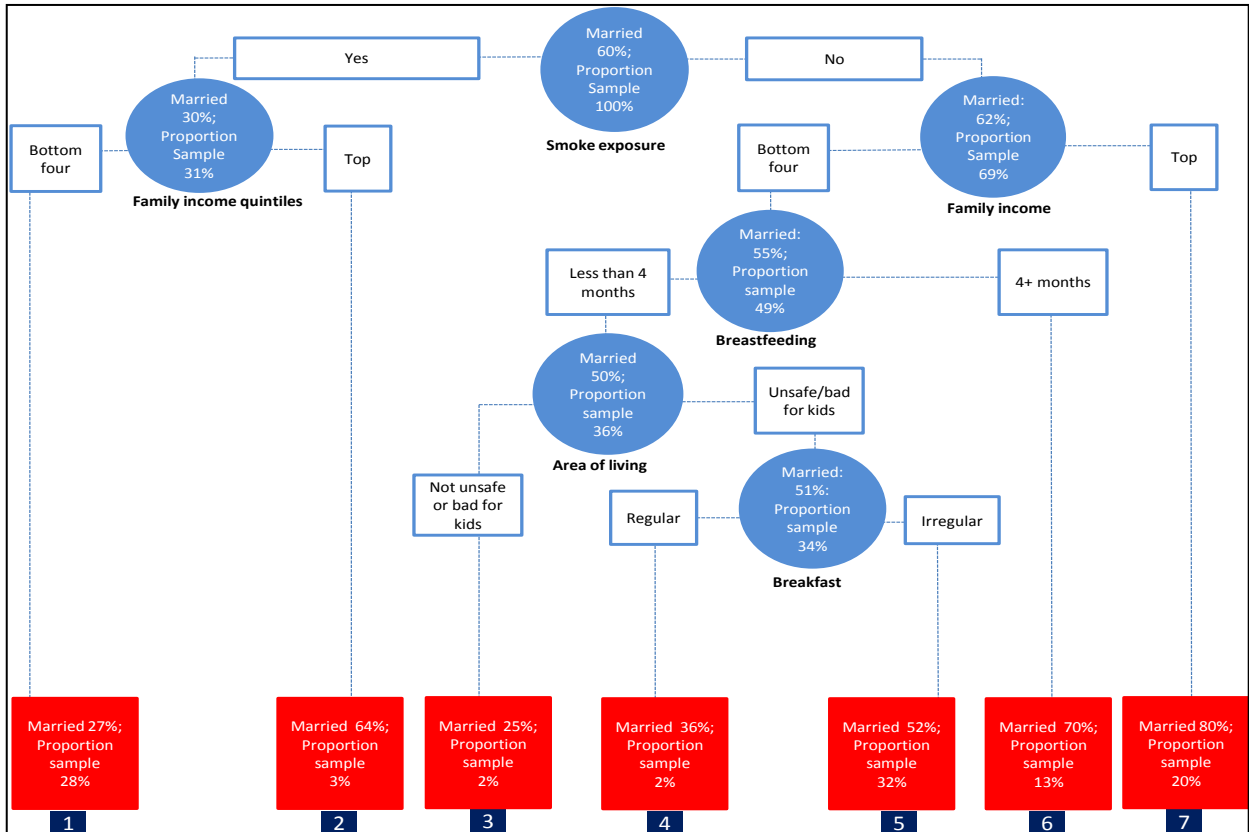 Married
60%;
Proportion
Sample
100%
Smoke exposure
Yes
No
Married
30%;
Proportion
Sample
31%
Family income quintiles
Bottom
four
Top
Married:
62%;
Proportion
Sample
69%
Family income
Bottom
four
Top
Married:
55%;
Proportion
sample
49%
Breastfeeding
Less than 4
months
4+ months
Married
50%;
Proportion
sample
36%
Area of living
Unsafe/bad
for kids
Not unsafe
or bad for
kids
Married:
51%:
Proportion
sample
34%
Breakfast
Regular
Irregular
Married 27%;
Proportion
sample
28%
1
Married 64%;
Proportion
sample
3%
2
Married 25%;
Proportion
sample
2%
3
Married 36%;
Proportion
sample
2%
4
Married 52%;
Proportion
sample
32%
5
Married 70%;
Proportion
sample
13%
6
Married 80%;
Proportion
sample
20%
7